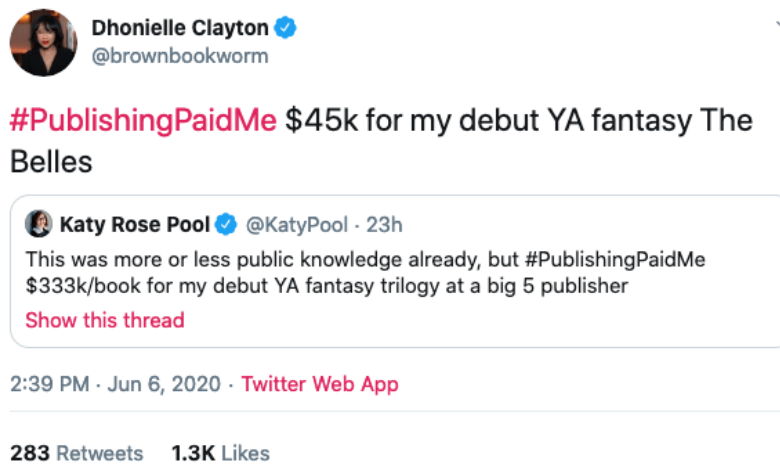 Dhonielle Clayton
@brownbookworm
#PublishingPaidMe $45k for my debut YA fantasy The
Belles
Katy Rose Pool @KatyPool · 23h
This was more or less public knowledge already, but #PublishingPaidMe
$333k/book for my debut YA fantasy trilogy at a big 5 publisher
Show this thread
2:39 PM · Jun 6, 2020 · Twitter Web App
283 Retweets 1.3K Likes